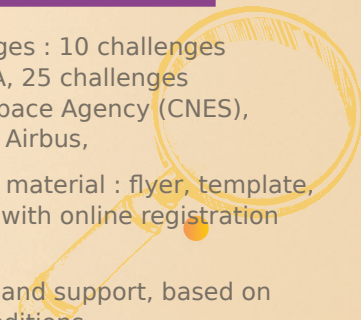 ges : 10 challenges
A, 25 challenges
pace Agency (CNES),
Airbus,
material : flyer, template,
with online registration
and support, based on